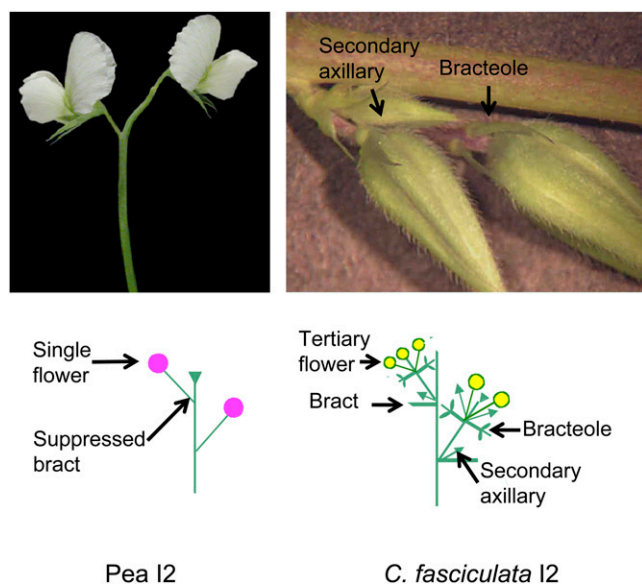 Secondary
axillary
Bracteole
Single
flower
Suppressed
bract
Tertiary
flower
Bract
Bracteole
Secondary
axillary
Pea I2
C. fasciculata I2